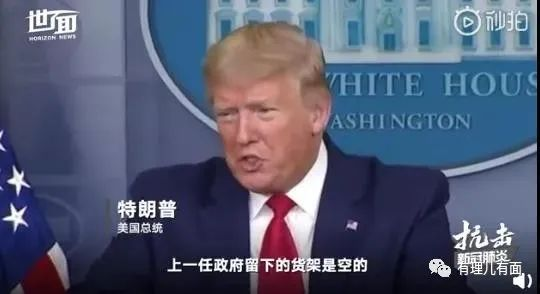 世面
HORIZON NEWS
秒拍
WHITE HOUS
WASHINGTON
特朗普
美国总统
抗击
新冠肺炎
上一任政府留下的货架是空的
有理儿有面